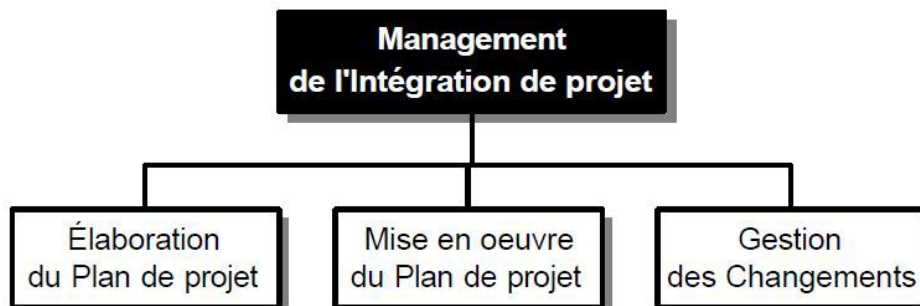 Management
de l'Intégration de projet
Élaboration
du Plan de projet
Mise en oeuvre
du Plan de projet
Gestion
des Changements